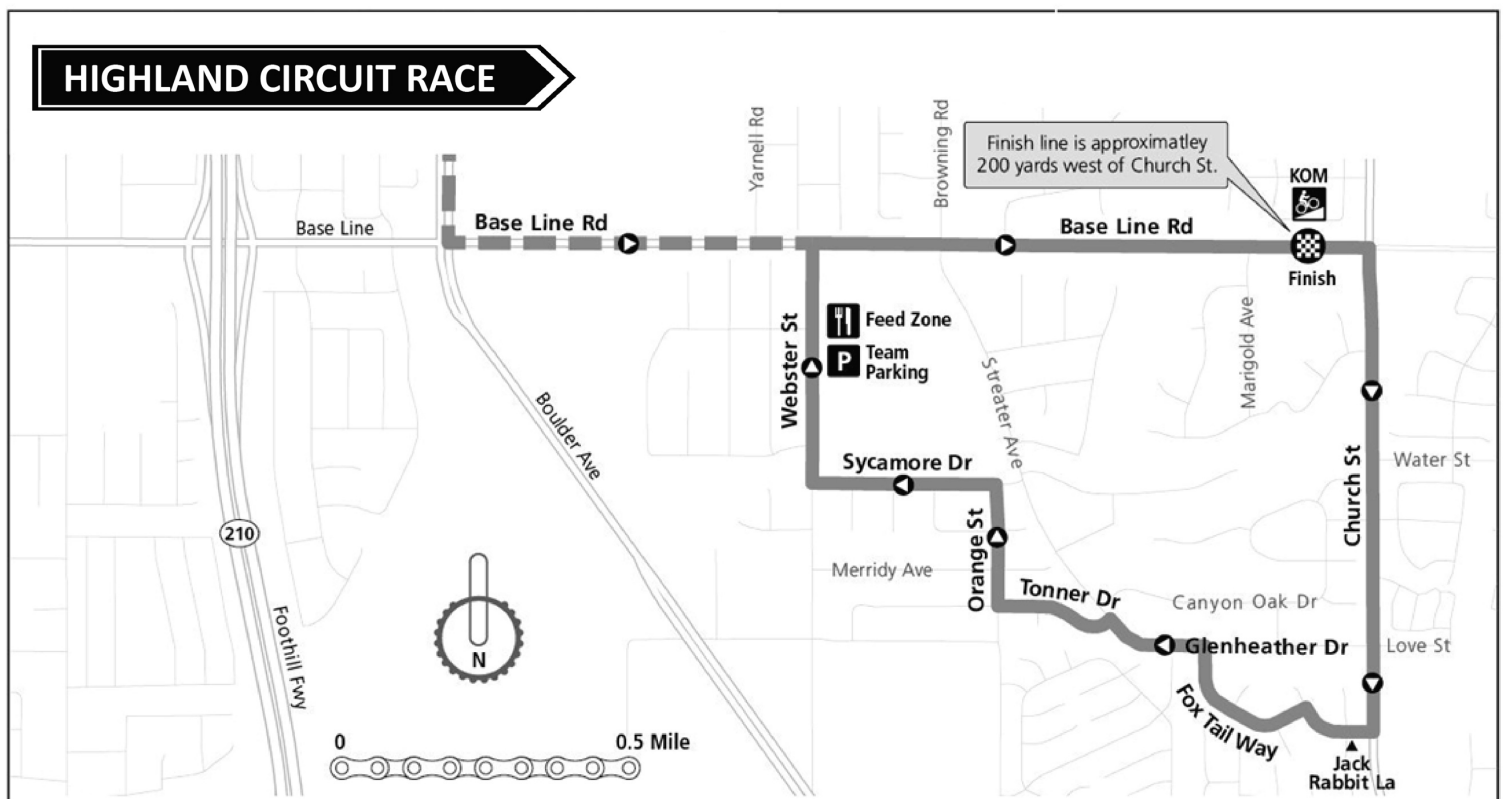 HIGHLAND CIRCUIT RACE
Yarnell Rd
Browning Rd
Finish line is approximatley
200 yards west of Church St.
KOM
Base Line
Base Line Rd
Base Line Rd
Finish
Webster St
Feed Zone
P
Team
Parking
Marigold Ave
Streater Ave
Boulder Ave
Sycamore Dr
Water St
Church St
210
Orange St
Merridy Ave
Tonner Dr
Canyon Oak Dr
Glenheather Dr
Love St
Foothill Fwy
N
Fox Tail Way
0
0.5 Mile
Jack
Rabbit La